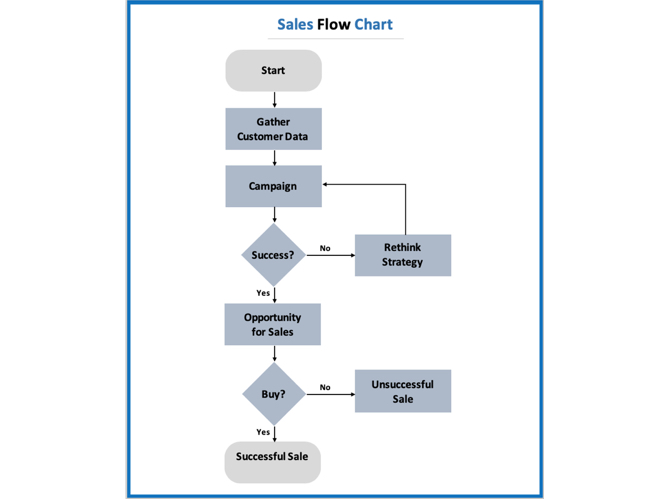 Sales Flow Chart
Start
Gather
Customer Data
Campaign
Success?
No
Rethink
Strategy
Yes
Opportunity
for Sales
Buy?
No
Unsuccessful
Sale
Yes
Successful Sale